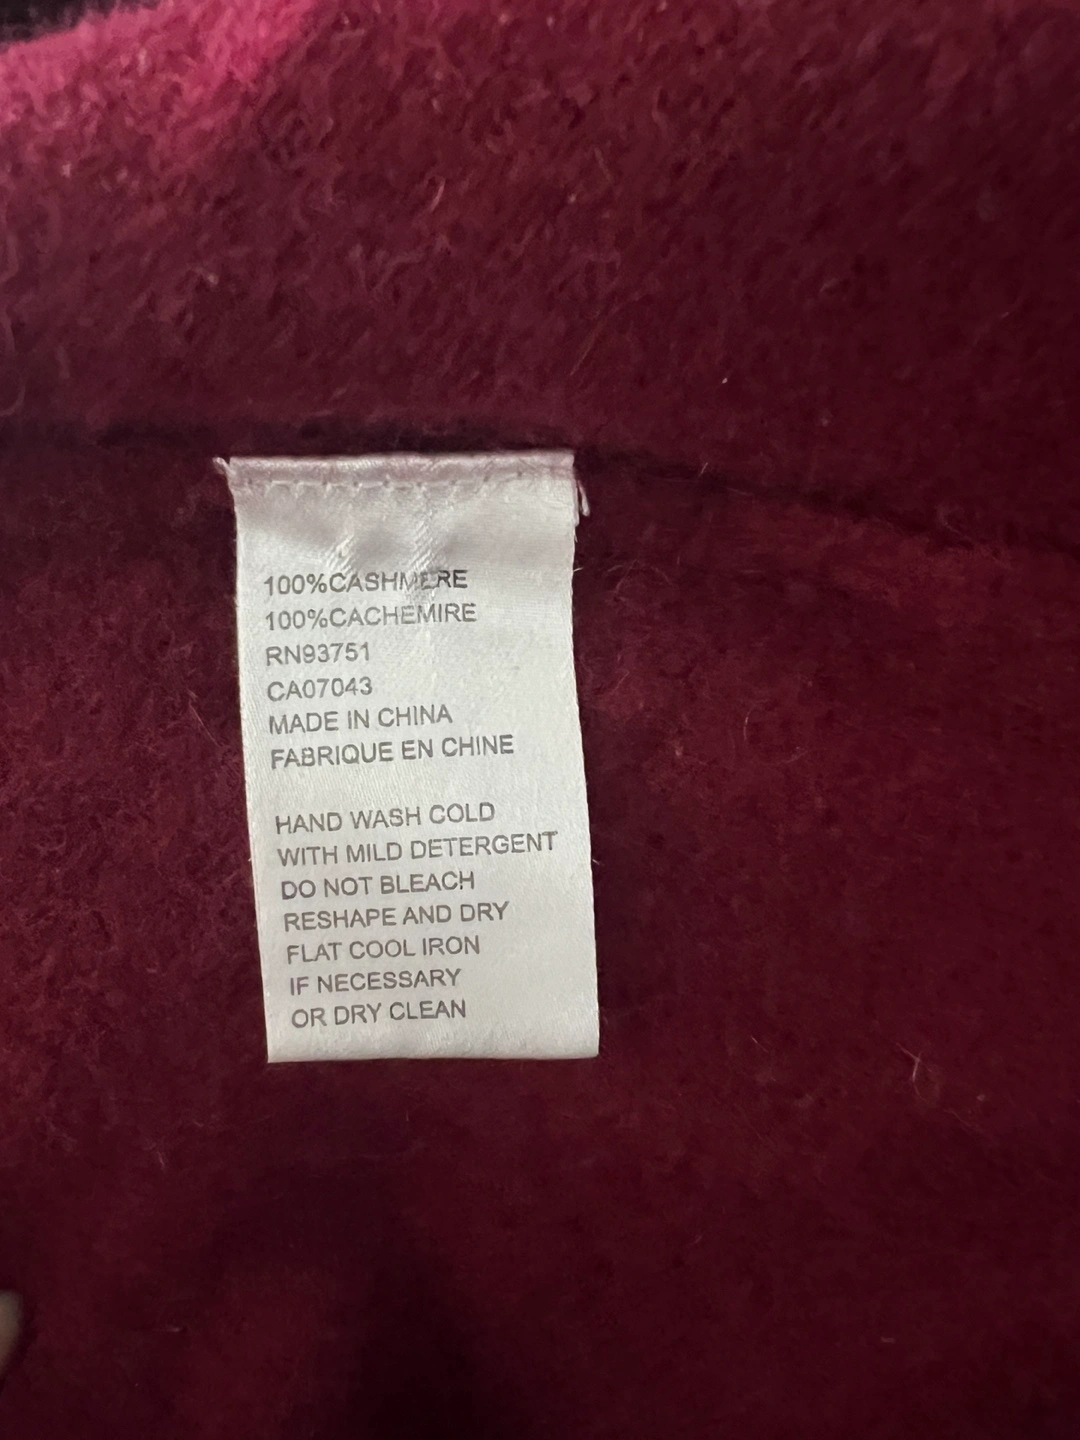 100%CASHMERE
100%CACHEMIRE
RN93751
CA07043
MADE IN CHINA
FABRIQUE EN CHINE
HAND WASH COLD
WITH MILD DETERGENT
DO NOT BLEACH
RESHAPE AND DRY
FLAT COOL IRON
IF NECESSARY
OR DRY CLEAN